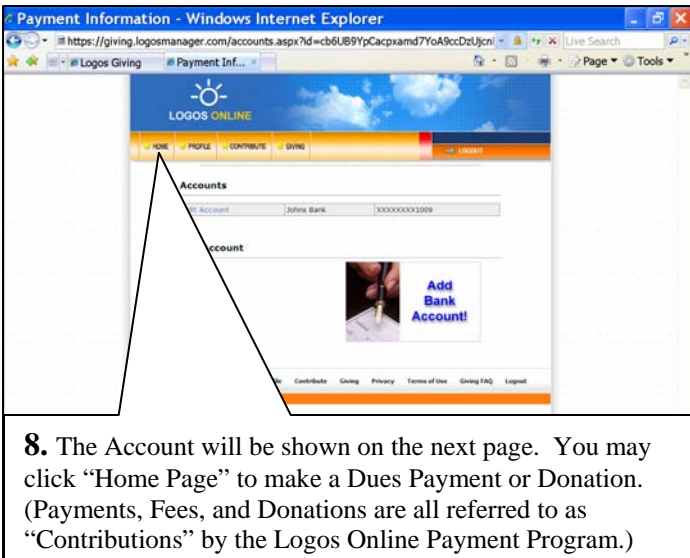 Payment Information - Windows Internet Explorer
https://giving.logosmanager.com/accounts.aspx?id=cb6UB9YpCacpxamd7YoA9ccDzUjcnl
Live Search
Logos Giving
Payment Inf...
Page
Tools
LOGOS ONLINE
HOME PROFILE CONTRIBUTE GIVING
LOGOUT
Accounts
Account Johns Bank XXXXXXXX1009
ccount
Add
Bank
Account!
Contribute Giving Privacy Terms of Use Giving FAQ Logout
8. The Account will be shown on the next page. You may
click “Home Page” to make a Dues Payment or Donation.
(Payments, Fees, and Donations are all referred to as
“Contributions” by the Logos Online Payment Program.)